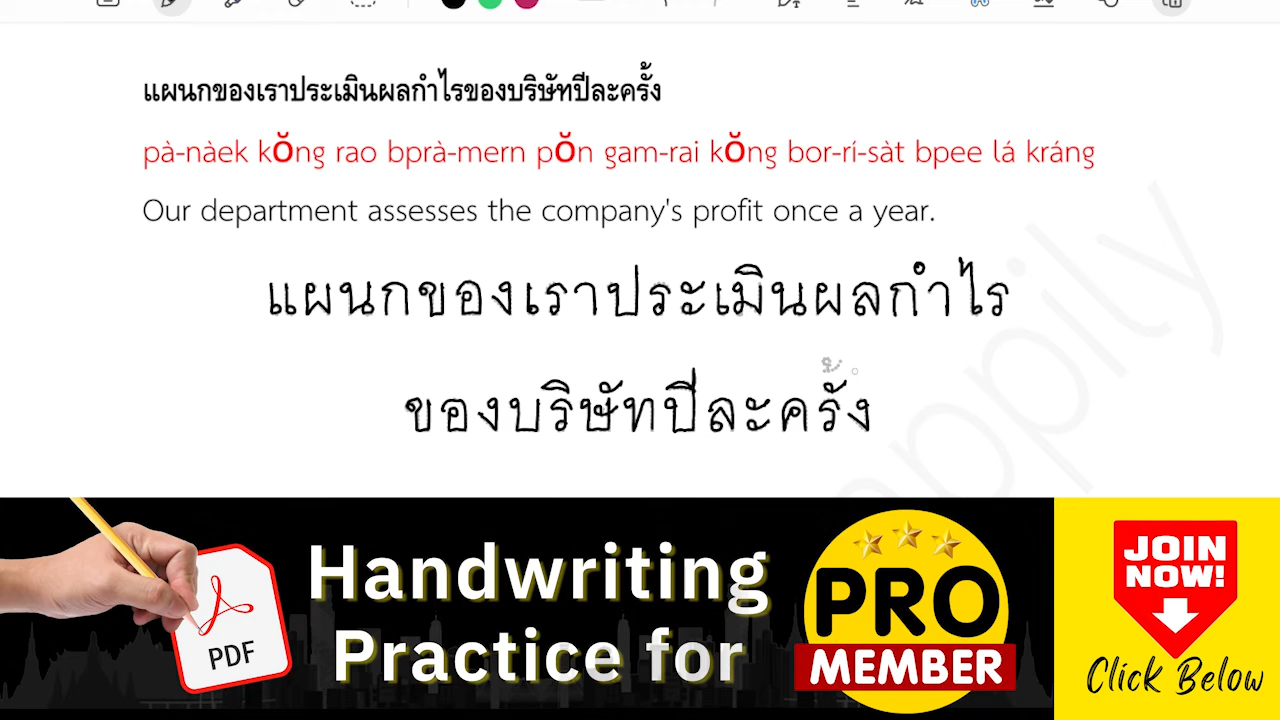 แผนกของเราประเมินผลกำไรของบริษัทปีละครั้ง
pà-nàek kŎng rao bprà-mern pŎn gam-rai kŎng bor-rí-sàt bpee lá kráng
Our department assesses the company's profit once a year.
แผนกของเราประเมินผลกำไร
ของบริษัทปีละครั้ง
Handwriting
Practice for
PDF
PRO
MEMBER
JOIN
NOW!
Click Below